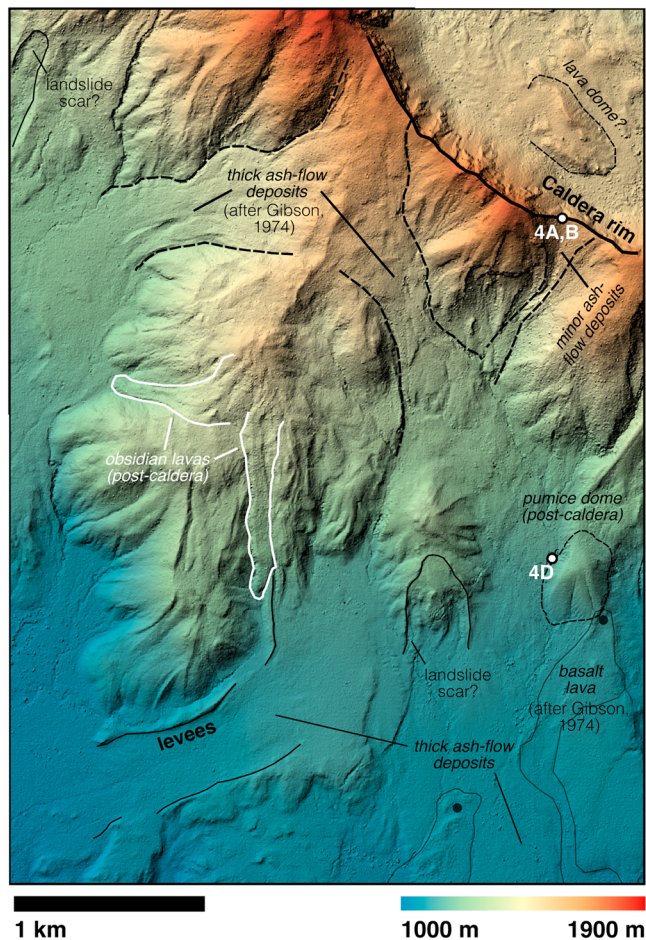 landslide
scar?
lava dome?
thick ash-flow
deposits
(after Gibson,
1974)
Caldera rim
4A,B
minor ash-
flow deposits
obsidian lavas
(post-caldera)
pumice dome
(post-caldera)
4D
landslide
scar?
basalt
lava
(after Gibson,
1974)
levees
thick ash-flow
deposits
1 km
1000 m
1900 m